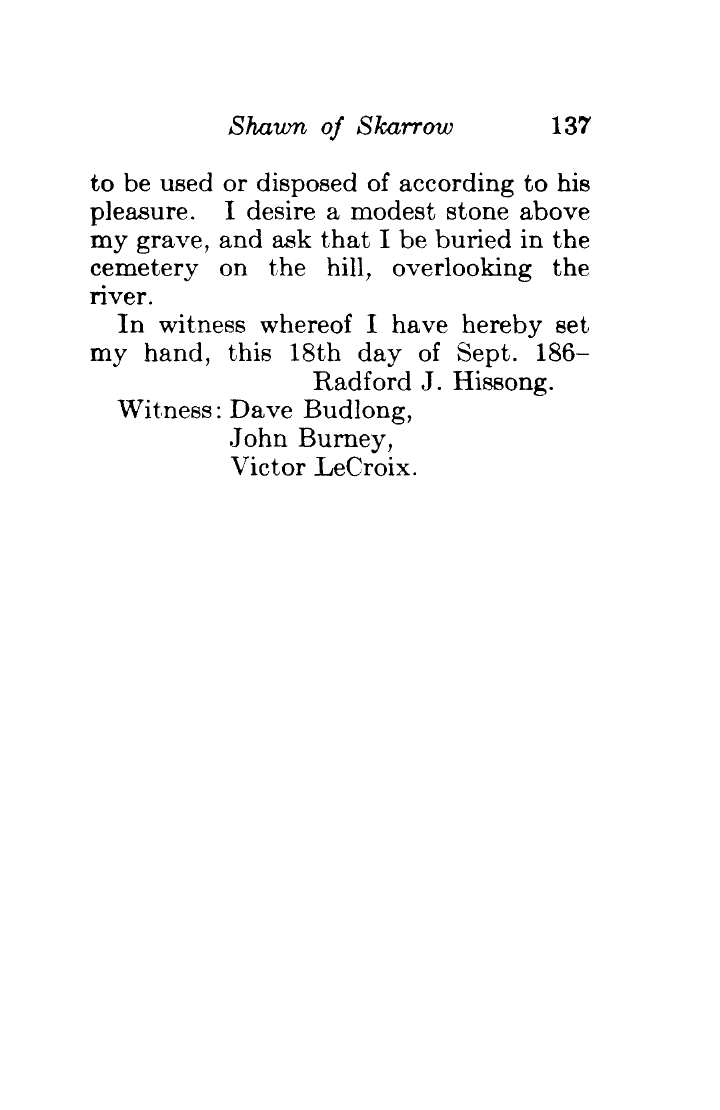 Shawn of Skarrow 137
to be used or disposed of according to his
pleasure. I desire a modest stone above
my grave, and ask that I be buried in the
cemetery on the hill, overlooking the
river.
In witness whereof I have hereby set
my hand, this 18th day of Sept. 186–
Radford J. Hissong.
Witness: Dave Budlong,
John Burney,
Victor LeCroix.